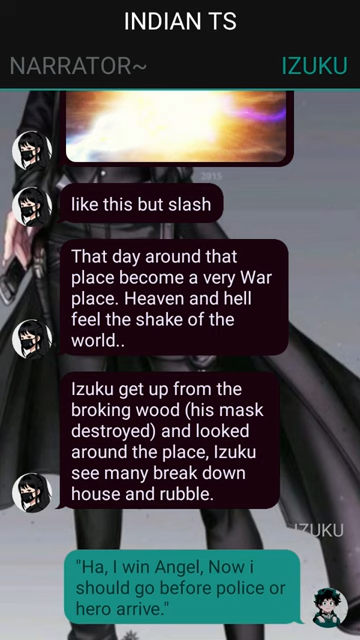 INDIAN TS
NARRATOR~ IZUKU
2015
like this but slash
That day around that
place become a very War
place. Heaven and hell
feel the shake of the
world..
Izuku get up from the
broking wood (his mask
destroyed) and looked
around the place, Izuku
see many break down
house and rubble.
IZUKU
"Ha, I win Angel, Now i
should go before police or
hero arrive."